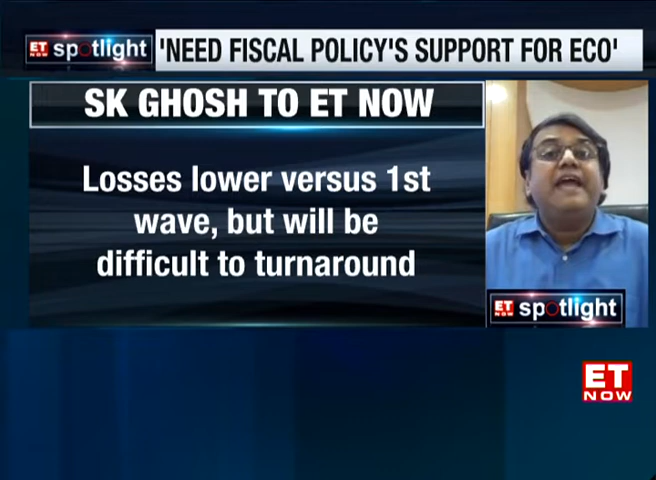 ET NOW spotlight 'NEED FISCAL POLICY'S SUPPORT FOR ECO'
SK GHOSH TO ET NOW
Losses lower versus 1st
wave, but will be
difficult to turnaround
ET NOW spotlight
ET
NOW